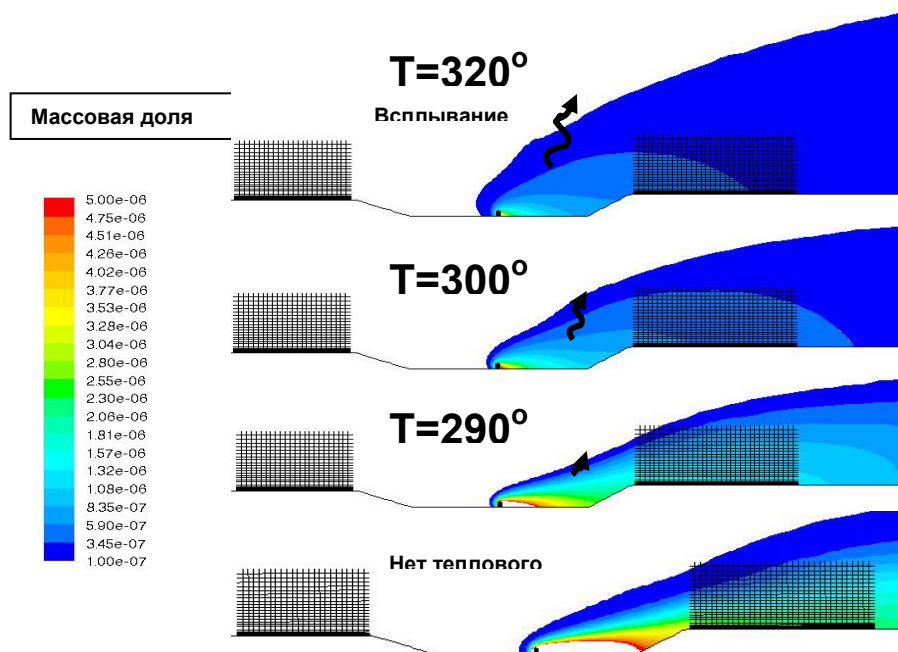 T=320°
Массовая доля
Всплывание
T=300°
T=290°
Нет теплового
5.00e-06
4.75e-06
4.51e-06
4.26e-06
4.02e-06
3.77e-06
3.53e-06
3.28e-06
3.04e-06
2.80e-06
2.55e-06
2.30e-06
2.06e-06
1.81e-06
1.57e-06
1.32e-06
1.08e-06
8.35e-07
5.90e-07
3.45e-07
1.00e-07